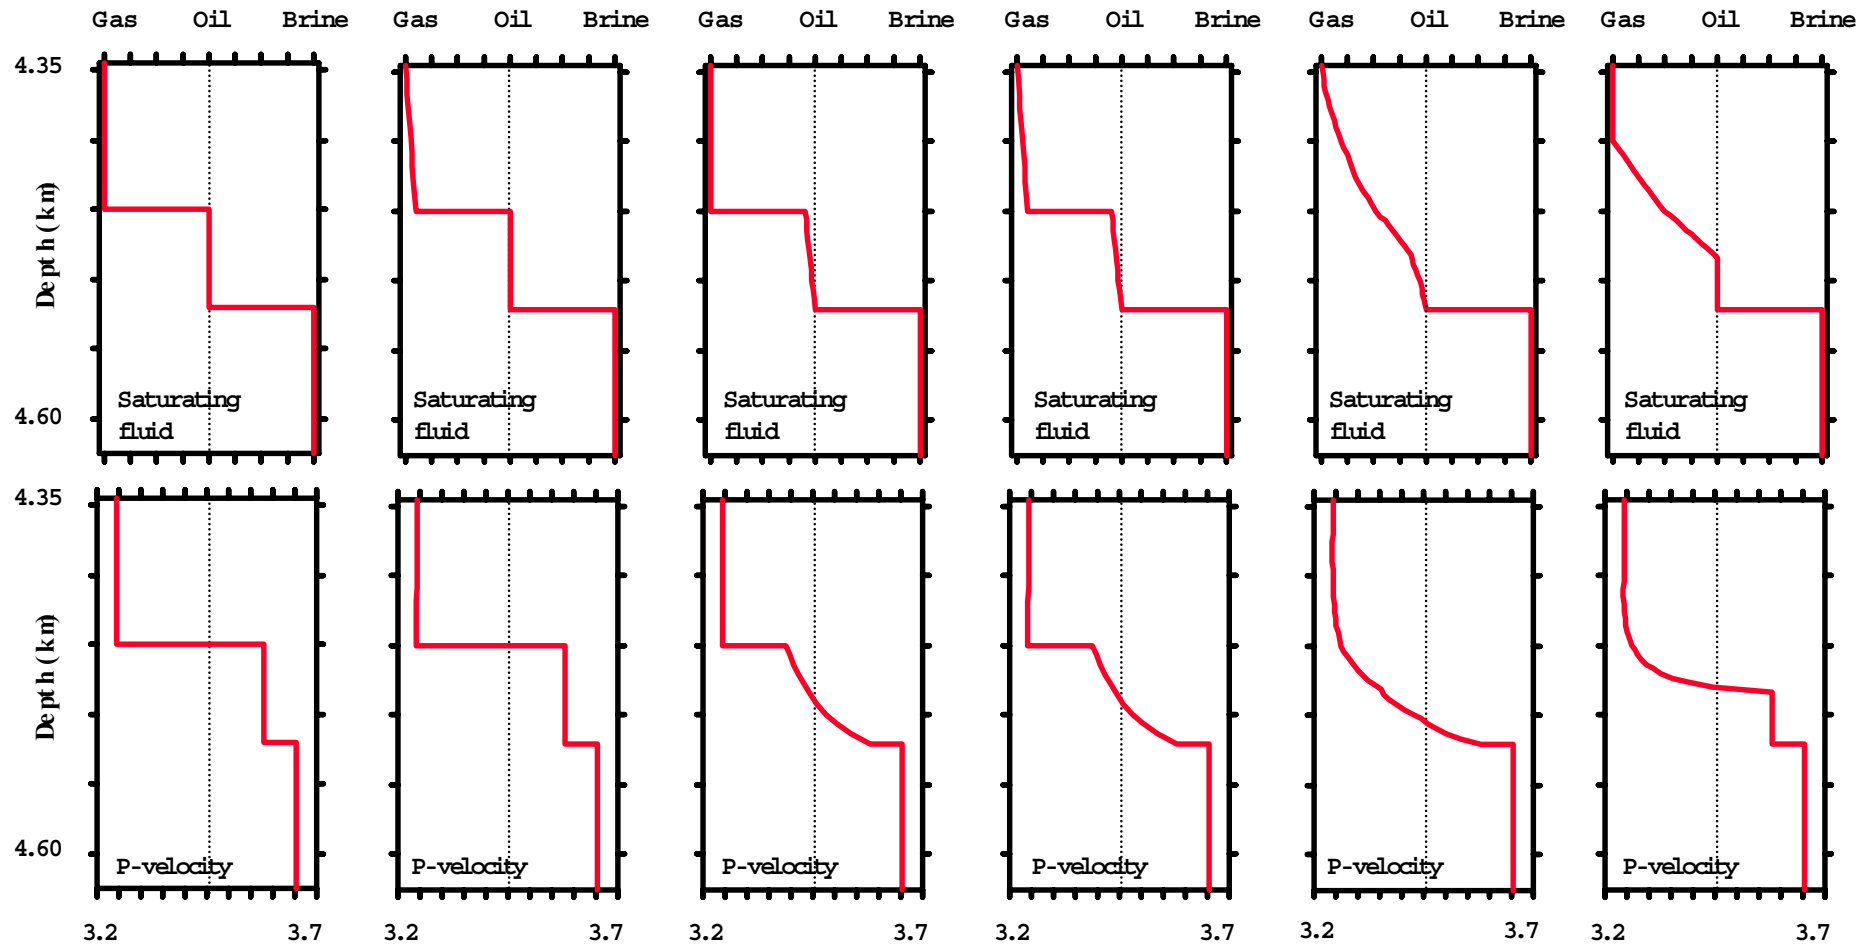 Gas Oil Brine Gas Oil Brine Gas Oil Brine Gas Oil Brine Gas Oil Brine Gas Oil Brine
4.35
Depth(km)
4.60
Saturating fluid
Saturating fluid
Saturating fluid
Saturating fluid
Saturating fluid
Saturating fluid
4.35
Depth(km)
4.60
P-velocity P-velocity P-velocity P-velocity P-velocity P-velocity
3.2 3.7 3.2 3.7 3.2 3.7 3.2 3.7 3.2 3.7 3.2 3.7